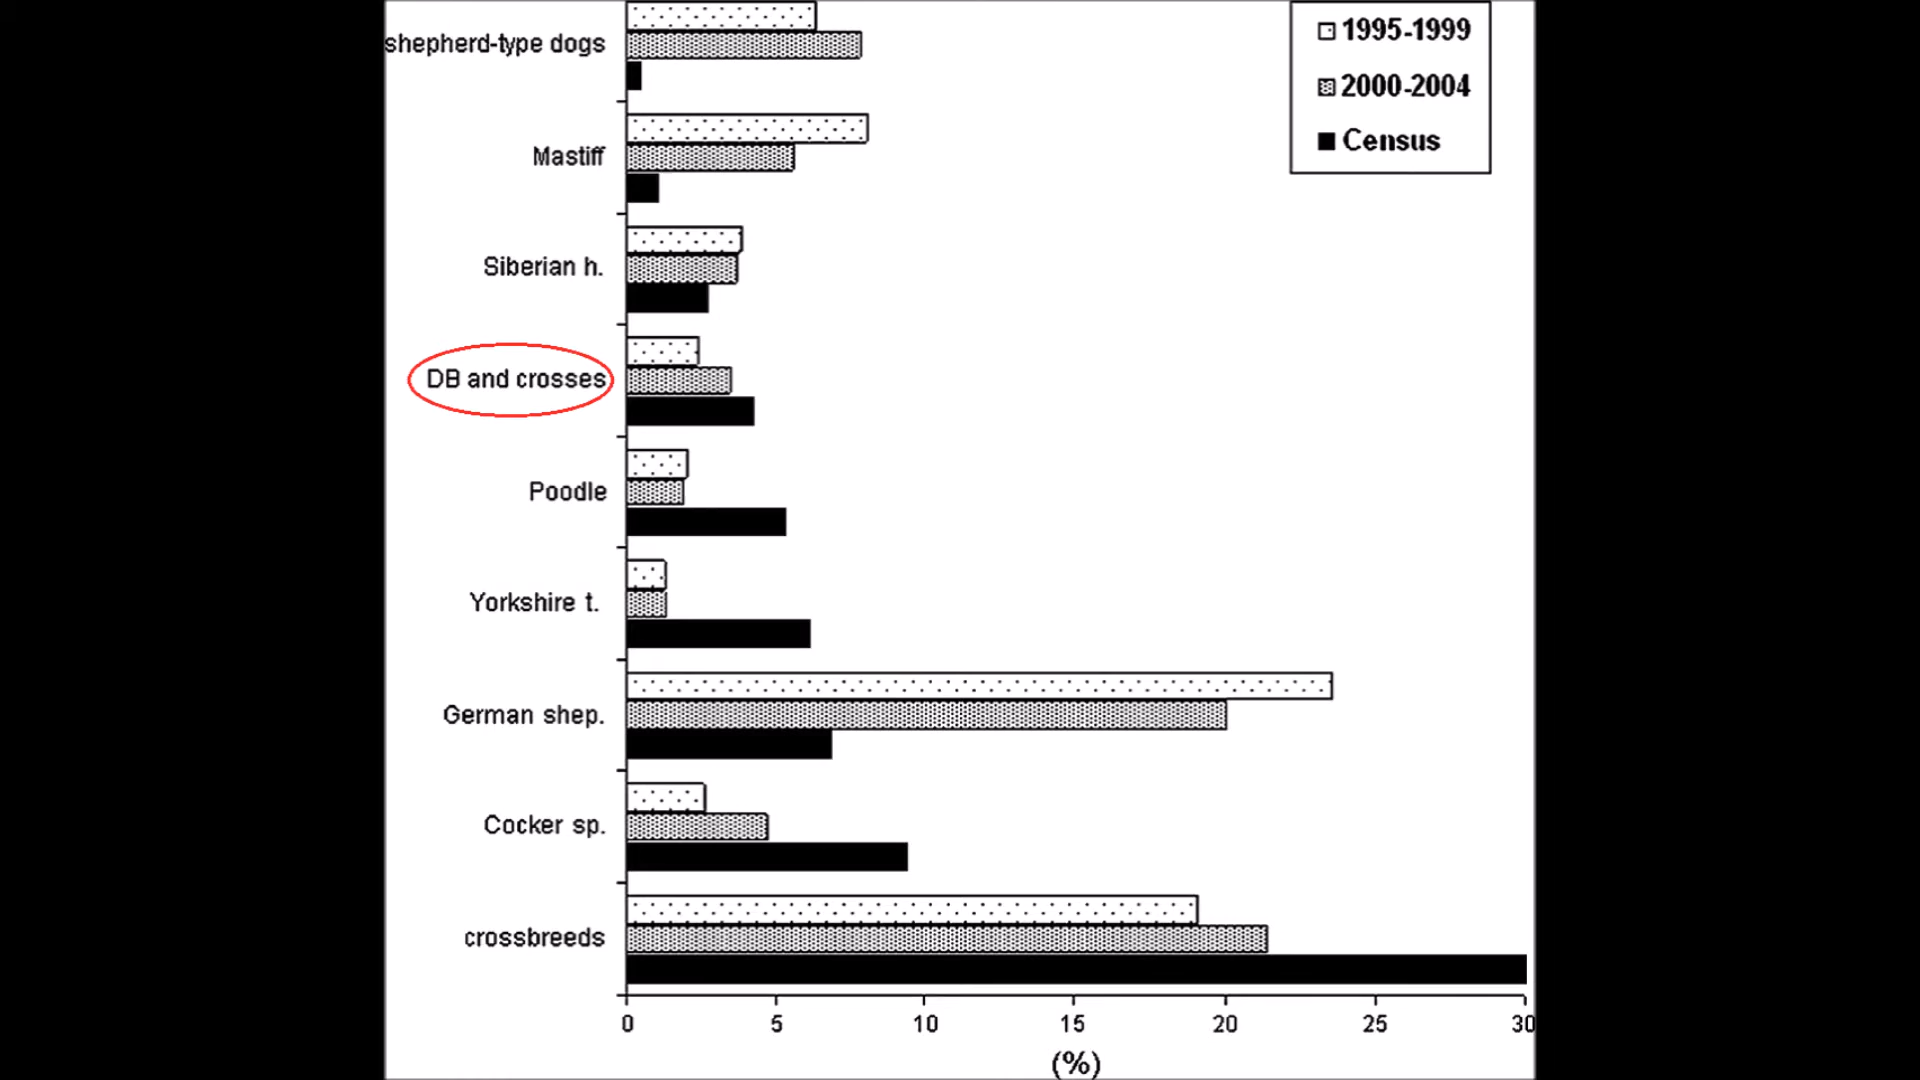 shepherd-type dogs
Mastiff
Siberian h.
DB and crosses
Poodle
Yorkshire t.
German shep.
Cocker sp.
crossbreeds
0 5 10 15 20 25 30
(%)
1995-1999
2000-2004
Census